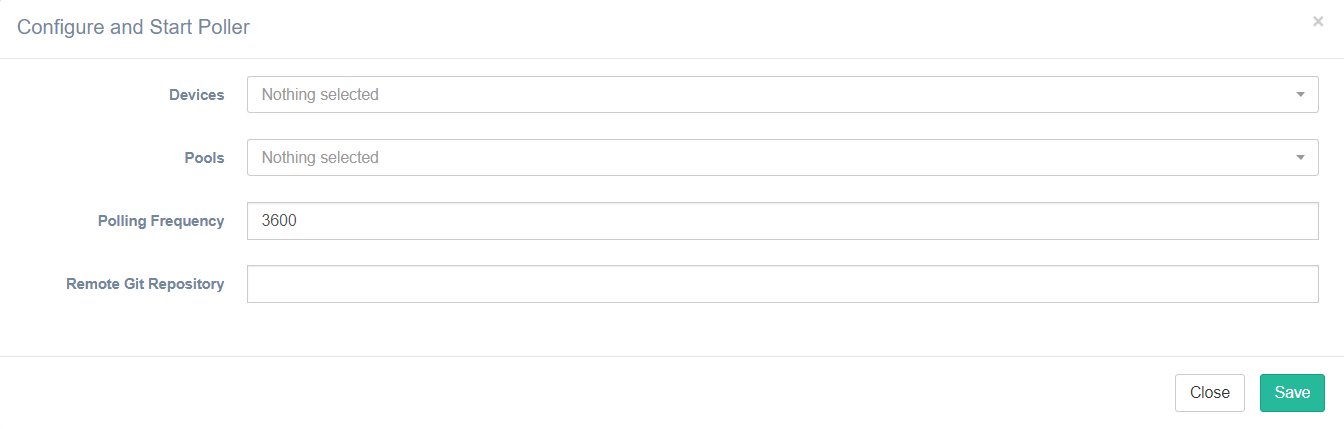 Configure and Start Poller ×
Devices Nothing selected
Pools Nothing selected
Polling Frequency 3600
Remote Git Repository
Close Save